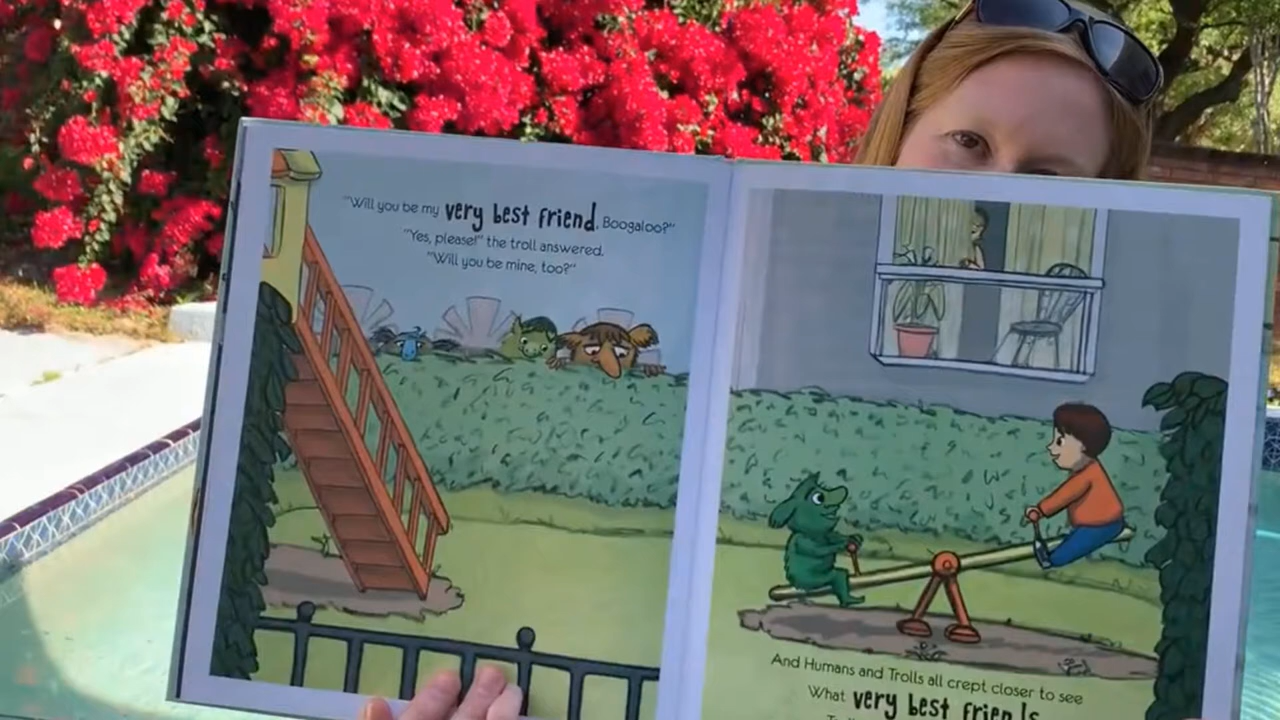 "Will you be my very best friend, Boogaloo?"
"Yes, please!" the troll answered.
"Will you be mine, too?"
And Humans and Trolls all crept closer to see
What very best friends